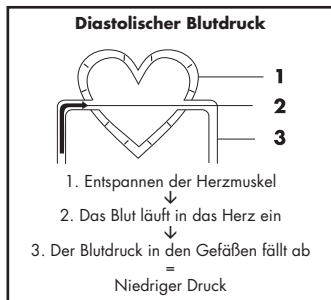 Diastolischer Blutdruck
1
2
3
1. Entspannen der Herzmuskel
↓
2. Das Blut läuft in das Herz ein
↓
3. Der Blutdruck in den Gefäßen fällt ab
=
Niedriger Druck